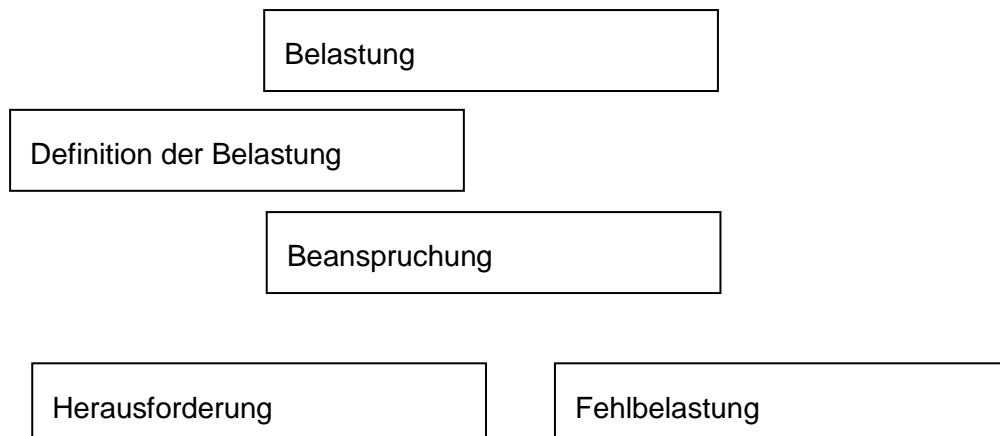 Belastung
Definition der Belastung
Beanspruchung
Herausforderung
Fehlbelastung